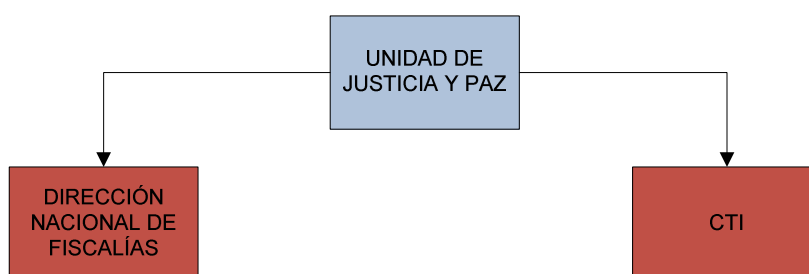 UNIDAD DE
JUSTICIA Y PAZ
DIRECCIÓN
NACIONAL DE
FISCALÍAS
CTI